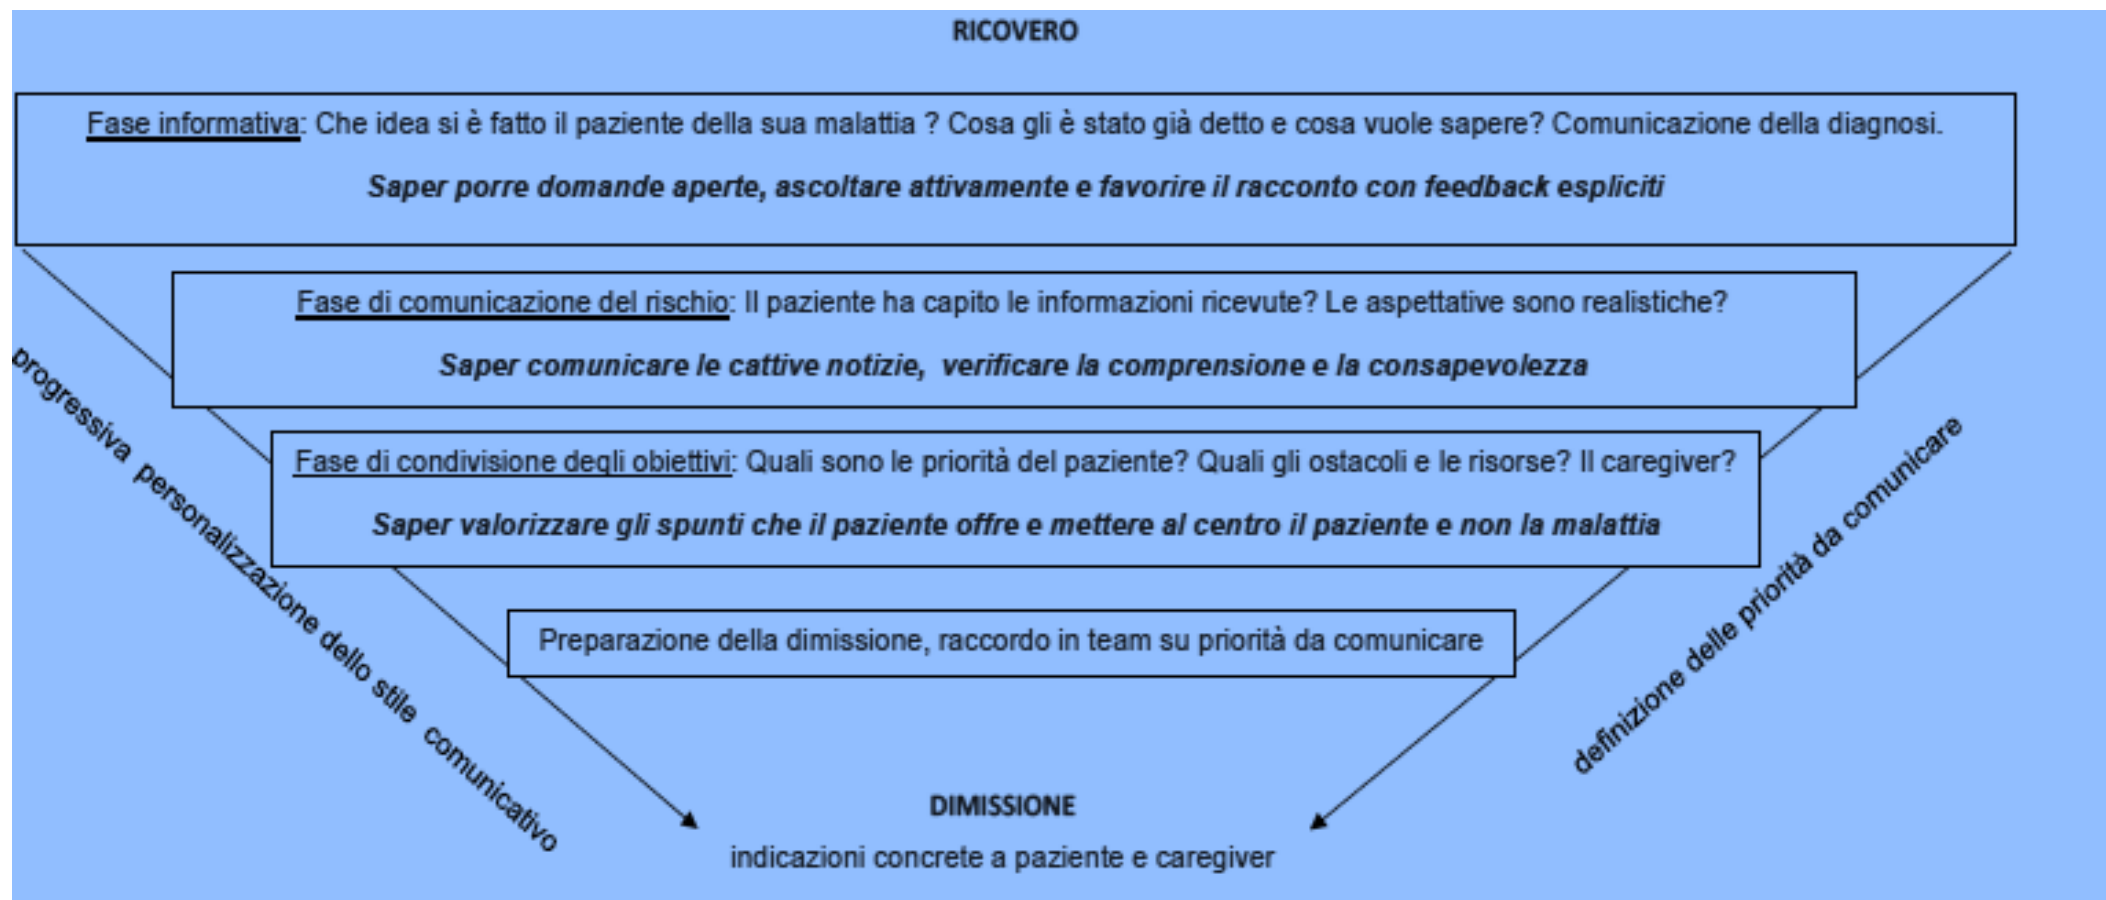 RICOVERO
Fase informativa: Che idea si è fatto il paziente della sua malattia ? Cosa gli è stato già detto e cosa vuole sapere? Comunicazione della diagnosi.
Saper porre domande aperte, ascoltare attivamente e favorire il racconto con feedback espliciti
Fase di comunicazione del rischio: Il paziente ha capito le informazioni ricevute? Le aspettative sono realistiche?
Saper comunicare le cattive notizie, verificare la comprensione e la consapevolezza
Fase di condivisione degli obiettivi: Quali sono le priorità del paziente? Quali gli ostacoli e le risorse? Il caregiver?
Saper valorizzare gli spunti che il paziente offre e mettere al centro il paziente e non la malattia
Preparazione della dimissione, raccordo in team su priorità da comunicare
progressiva personalizzazione dello stile comunicativo
definizione delle priorità da comunicare
DIMISSIONE
indicazioni concrete a paziente e caregiver